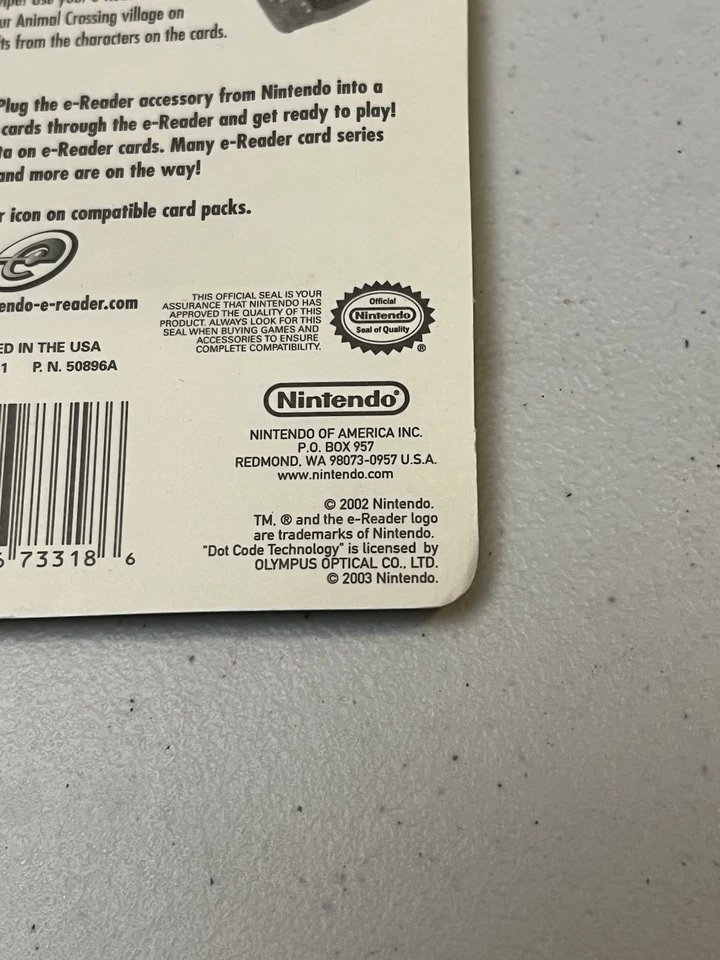 ur Animal Crossing village on
ts from the characters on the cards.
Plug the e-Reader accessory from Nintendo into a
cards through the e-Reader and get ready to play!
ta on e-Reader cards. Many e-Reader card series
and more are on the way!
r icon on compatible card packs.
e
endo-e-reader.com
THIS OFFICIAL SEAL IS YOUR
ASSURANCE THAT NINTENDO HAS
APPROVED THE QUALITY OF THIS
PRODUCT. ALWAYS LOOK FOR THIS
SEAL WHEN BUYING GAMES AND
ACCESSORIES TO ENSURE
COMPLETE COMPATIBILITY.
Official
Nintendo
Seal of Quality
®
ED IN THE USA
1 P. N. 50896A
Nintendo®
NINTENDO OF AMERICA INC.
P.O. BOX 957
REDMOND, WA 98073-0957 U.S.A.
www.nintendo.com
© 2002 Nintendo.
TM, ® and the e-Reader logo
are trademarks of Nintendo.
"Dot Code Technology" is licensed by
OLYMPUS OPTICAL CO., LTD.
© 2003 Nintendo.
73318 6